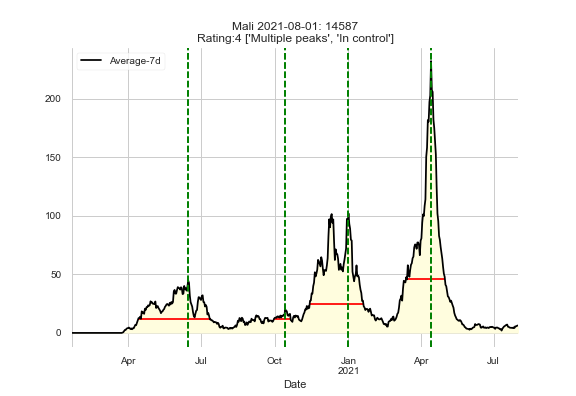 Mali 2021-08-01: 14587
Rating:4 ['Multiple peaks', 'In control']
Average-7d
200
150
100
50
0
Apr Jul Oct Jan Apr Jul
2021
Date